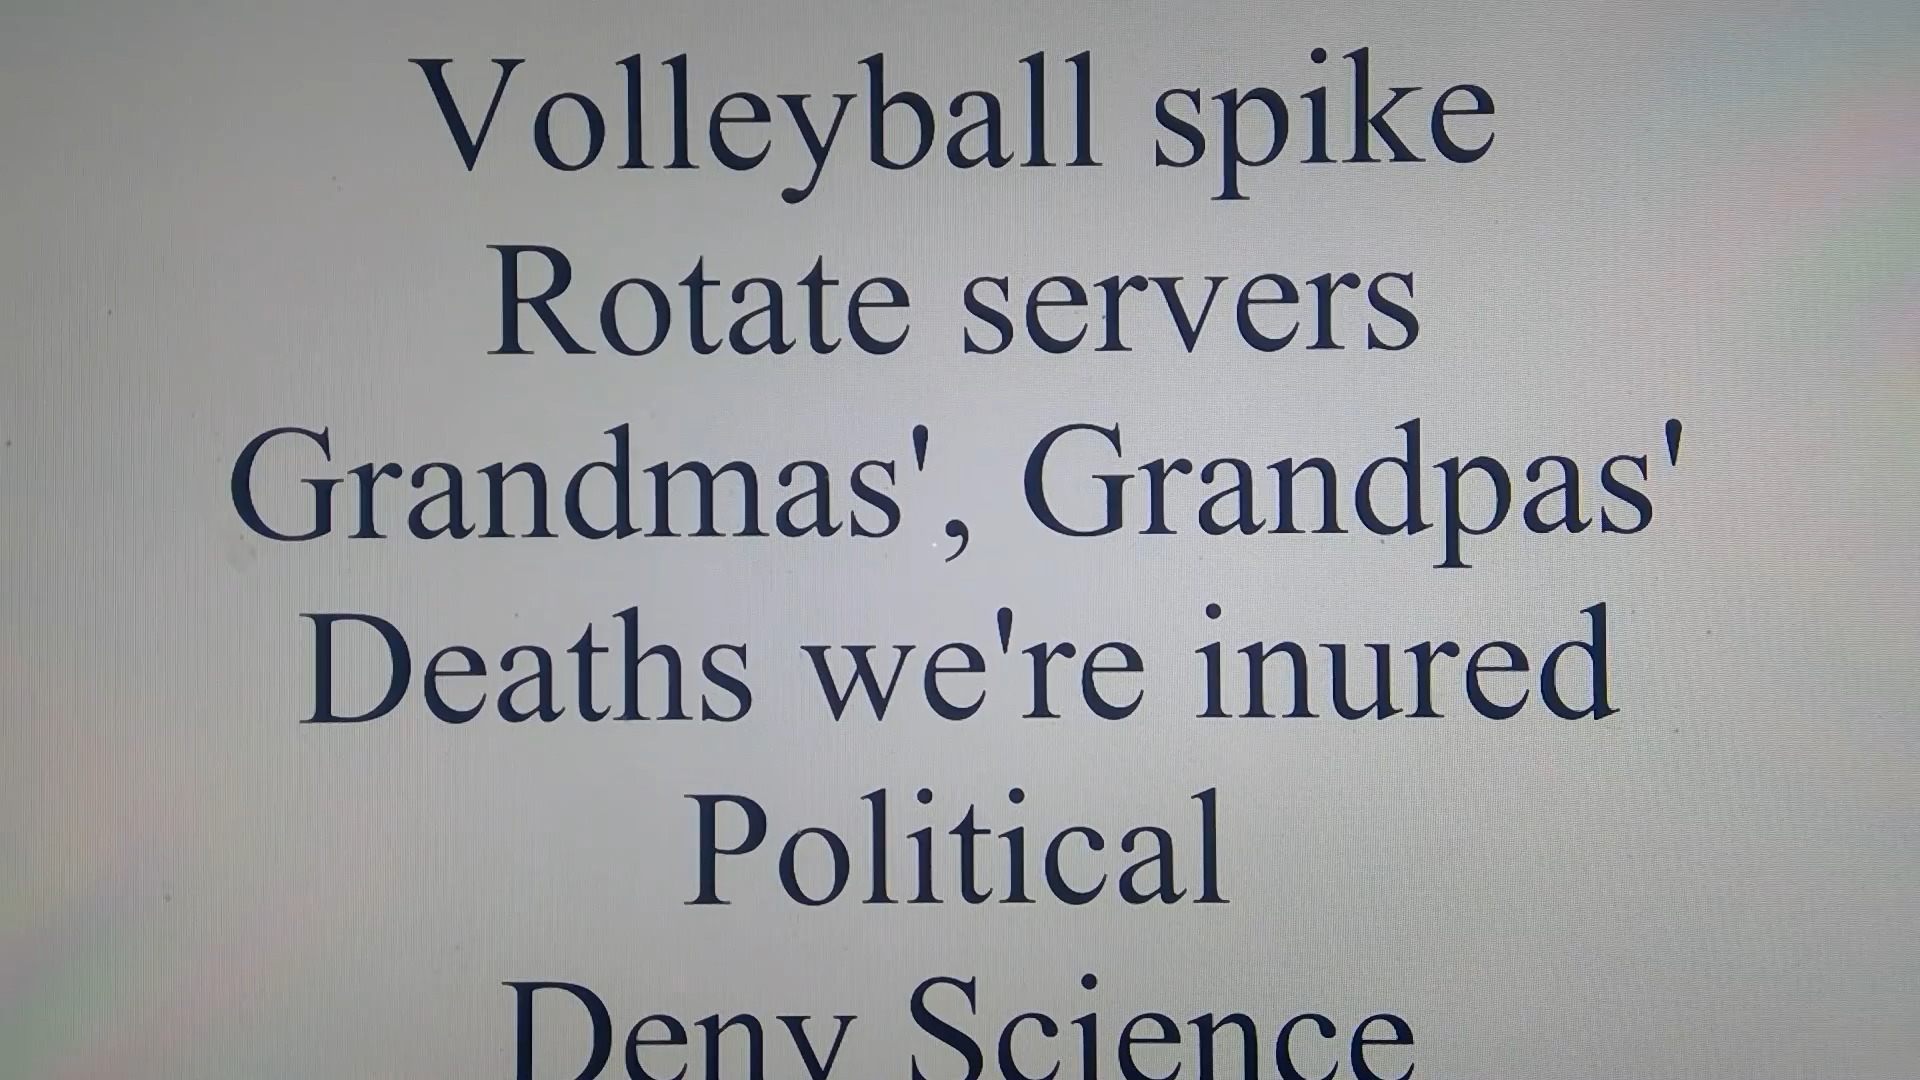 Volleyball spike
Rotate servers
Grandmas', Grandpas'
Deaths we're inured
Political
Deny Science